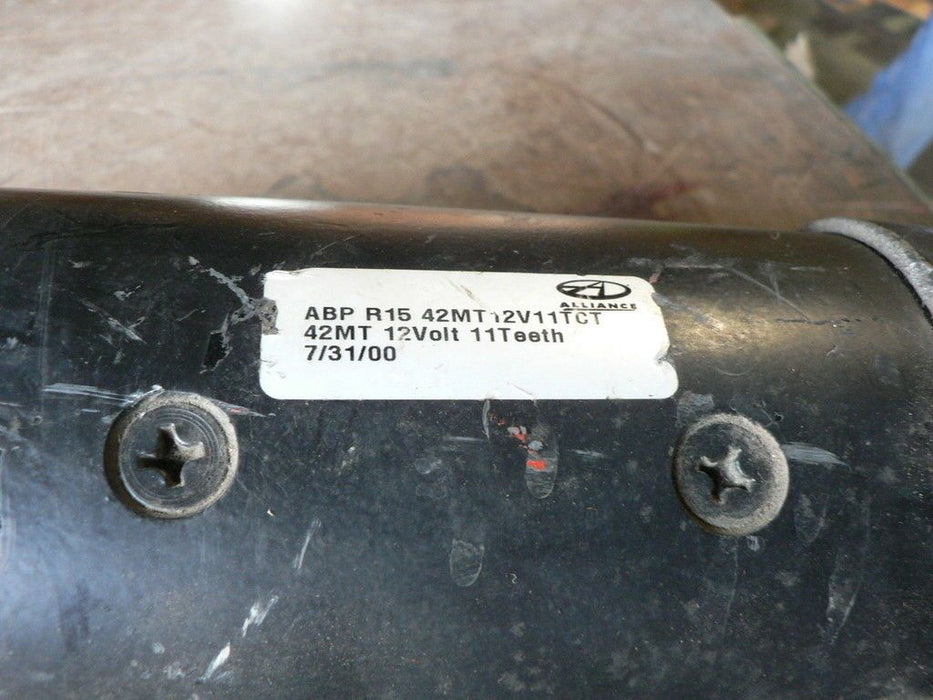 ALLIANCE
ABP R15 42MT12V11TCT
42MT 12Volt 11Teeth
7/31/00